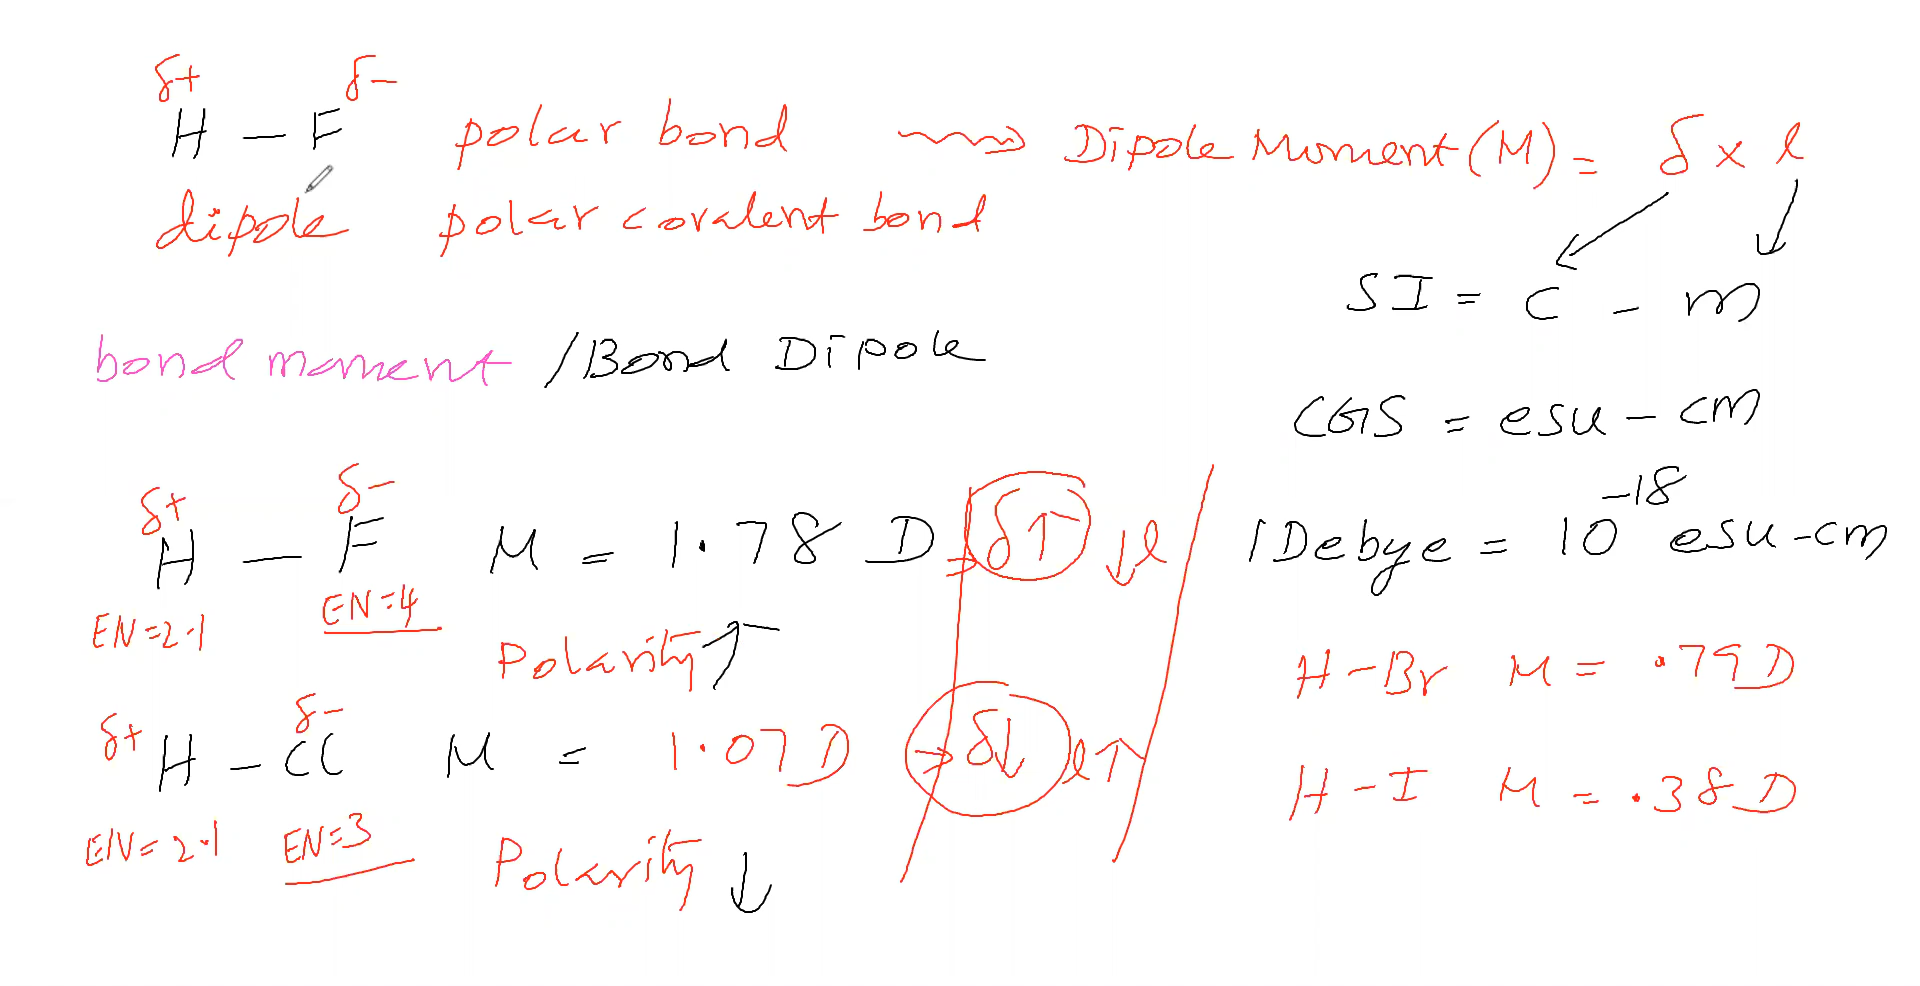 δ+ δ-
H – F polar bond ⇝ Dipole Moment (M) = δ x l
dipole polar covalent bond
SI = C - m
bond moment / Bond Dipole
CGS = esu - cm
δ+ δ-
H – F M = 1.78 D ⇒ δ↑ ↓l
1 Debye = 10⁻¹⁸ esu-cm
EN=2.1 EN=4
Polarity ↑
H-Br M = .79 D
δ+ δ-
H – Cl M = 1.07 D ⇒ δ↓ l↑
H-I M = .38 D
EN=2.1 EN=3
Polarity ↓